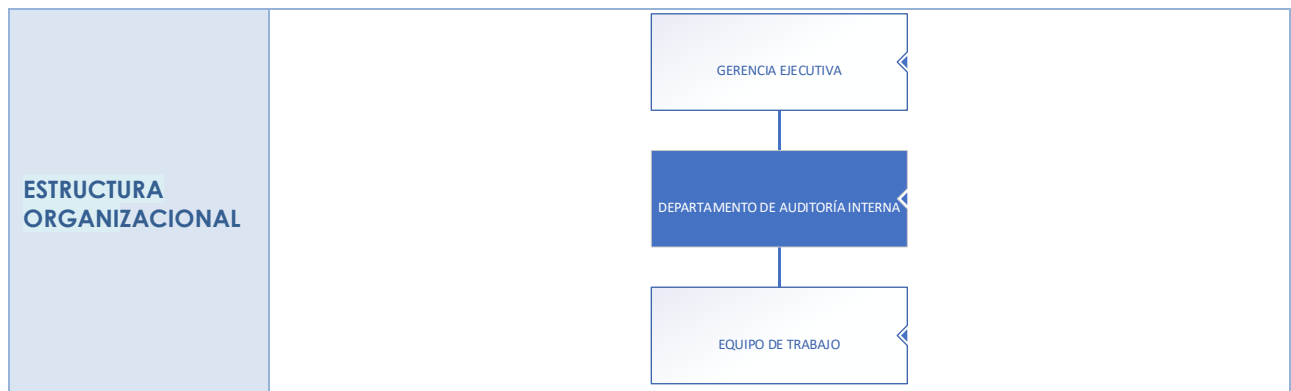 ESTRUCTURA
ORGANIZACIONAL
GERENCIA EJECUTIVA
DEPARTAMENTO DE AUDITORÍA INTERNA
EQUIPO DE TRABAJO